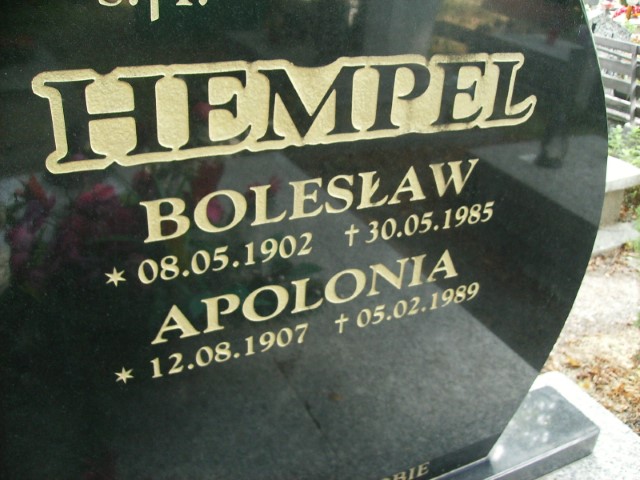 Ś.†P.
HEMPEL
BOLESŁAW
* 08.05.1902 † 30.05.1985
APOLONIA
* 12.08.1907 † 05.02.1989